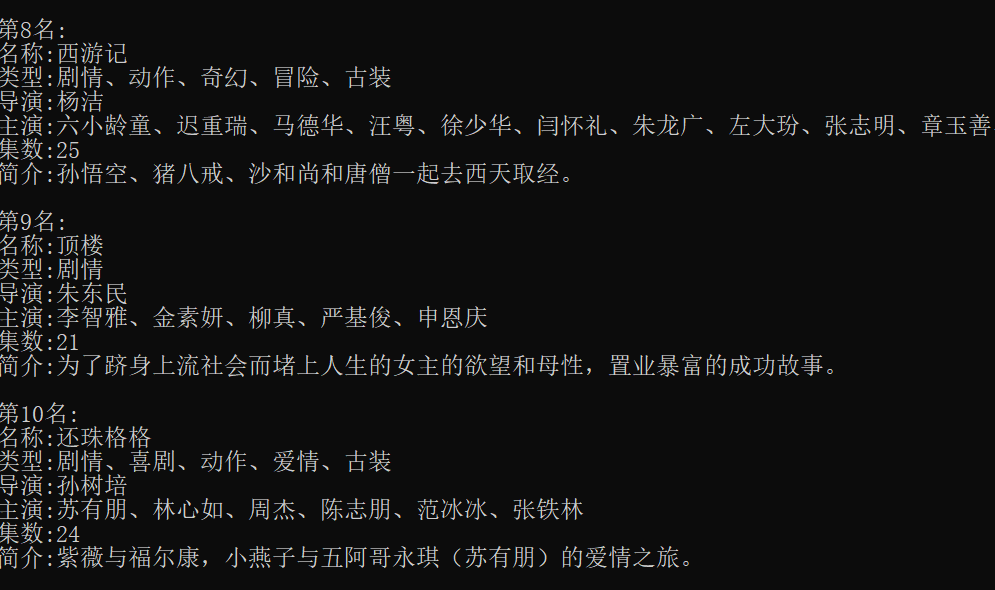 第8名:
名称:西游记
类型:剧情、动作、奇幻、冒险、古装
导演:杨洁
主演:六小龄童、迟重瑞、马德华、汪粤、徐少华、闫怀礼、朱龙广、左大玢、张志明、章玉善
集数:25
简介:孙悟空、猪八戒、沙和尚和唐僧一起去西天取经。
第9名:
名称:顶楼
类型:剧情
导演:朱东民
主演:李智雅、金素妍、柳真、严基俊、申恩庆
集数:21
简介:为了跻身上流社会而堵上人生的女主的欲望和母性，置业暴富的成功故事。
第10名:
名称:还珠格格
类型:剧情、喜剧、动作、爱情、古装
导演:孙树培
主演:苏有朋、林心如、周杰、陈志朋、范冰冰、张铁林
集数:24
简介:紫薇与福尔康，小燕子与五阿哥永琪（苏有朋）的爱情之旅。